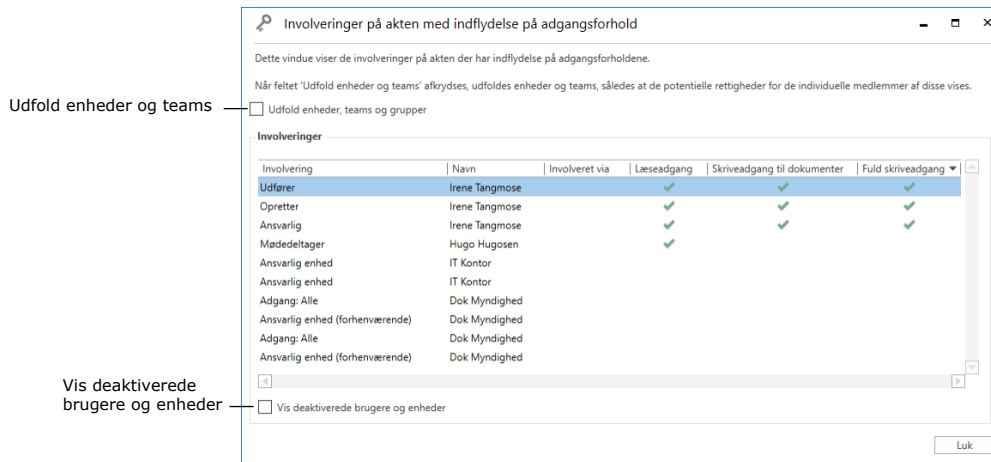 Involveringer på akten med indflydelse på adgangsforhold
Dette vindue viser de involveringer på akten der har indflydelse på adgangsforholdene.
Når feltet 'Udfold enheder og teams' afkrydses, udfoldes enheder og teams, således at de potentielle rettigheder for de individuelle medlemmer af disse vises.
Udfold enheder og teams
Udfold enheder, teams og grupper
Involveringer
Involvering Navn Involveret via Læseadgang Skriveadgang til dokumenter Fuld skriveadgang
Udfører Irene Tangmose
Opretter Irene Tangmose
Ansvarlig Irene Tangmose
Mødedeltager Hugo Hugosen
Ansvarlig enhed IT Kontor
Ansvarlig enhed IT Kontor
Adgang: Alle Dok Myndighed
Ansvarlig enhed (forhenværende) Dok Myndighed
Adgang: Alle Dok Myndighed
Ansvarlig enhed (forhenværende) Dok Myndighed
Vis deaktiverede
brugere og enheder
Vis deaktiverede brugere og enheder
Luk